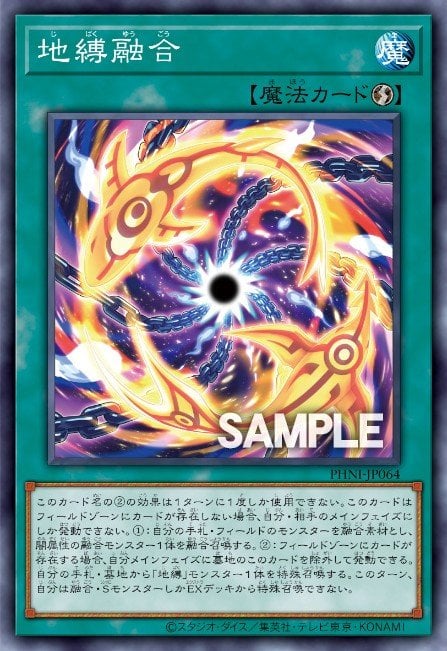 地縛融合
魔
【魔法カード】
SAMPLE
PHNI-JP064
このカード名の②の効果は1ターンに1度しか使用できない。このカードは
フィールドゾーンにカードが存在しない場合、自分・相手のメインフェイズに
しか発動できない。①：自分の手札・フィールドのモンスターを融合素材とし、
闇属性の融合モンスター1体を融合召喚する。②：フィールドゾーンにカードが
存在する場合、自分メインフェイズに墓地のこのカードを除外して発動できる。
自分の手札・墓地から「地縛」モンスター1体を特殊召喚する。このターン、
自分は融合・SモンスターしかEXデッキから特殊召喚できない。
©スタジオ・ダイス／集英社・テレビ東京・KONAMI